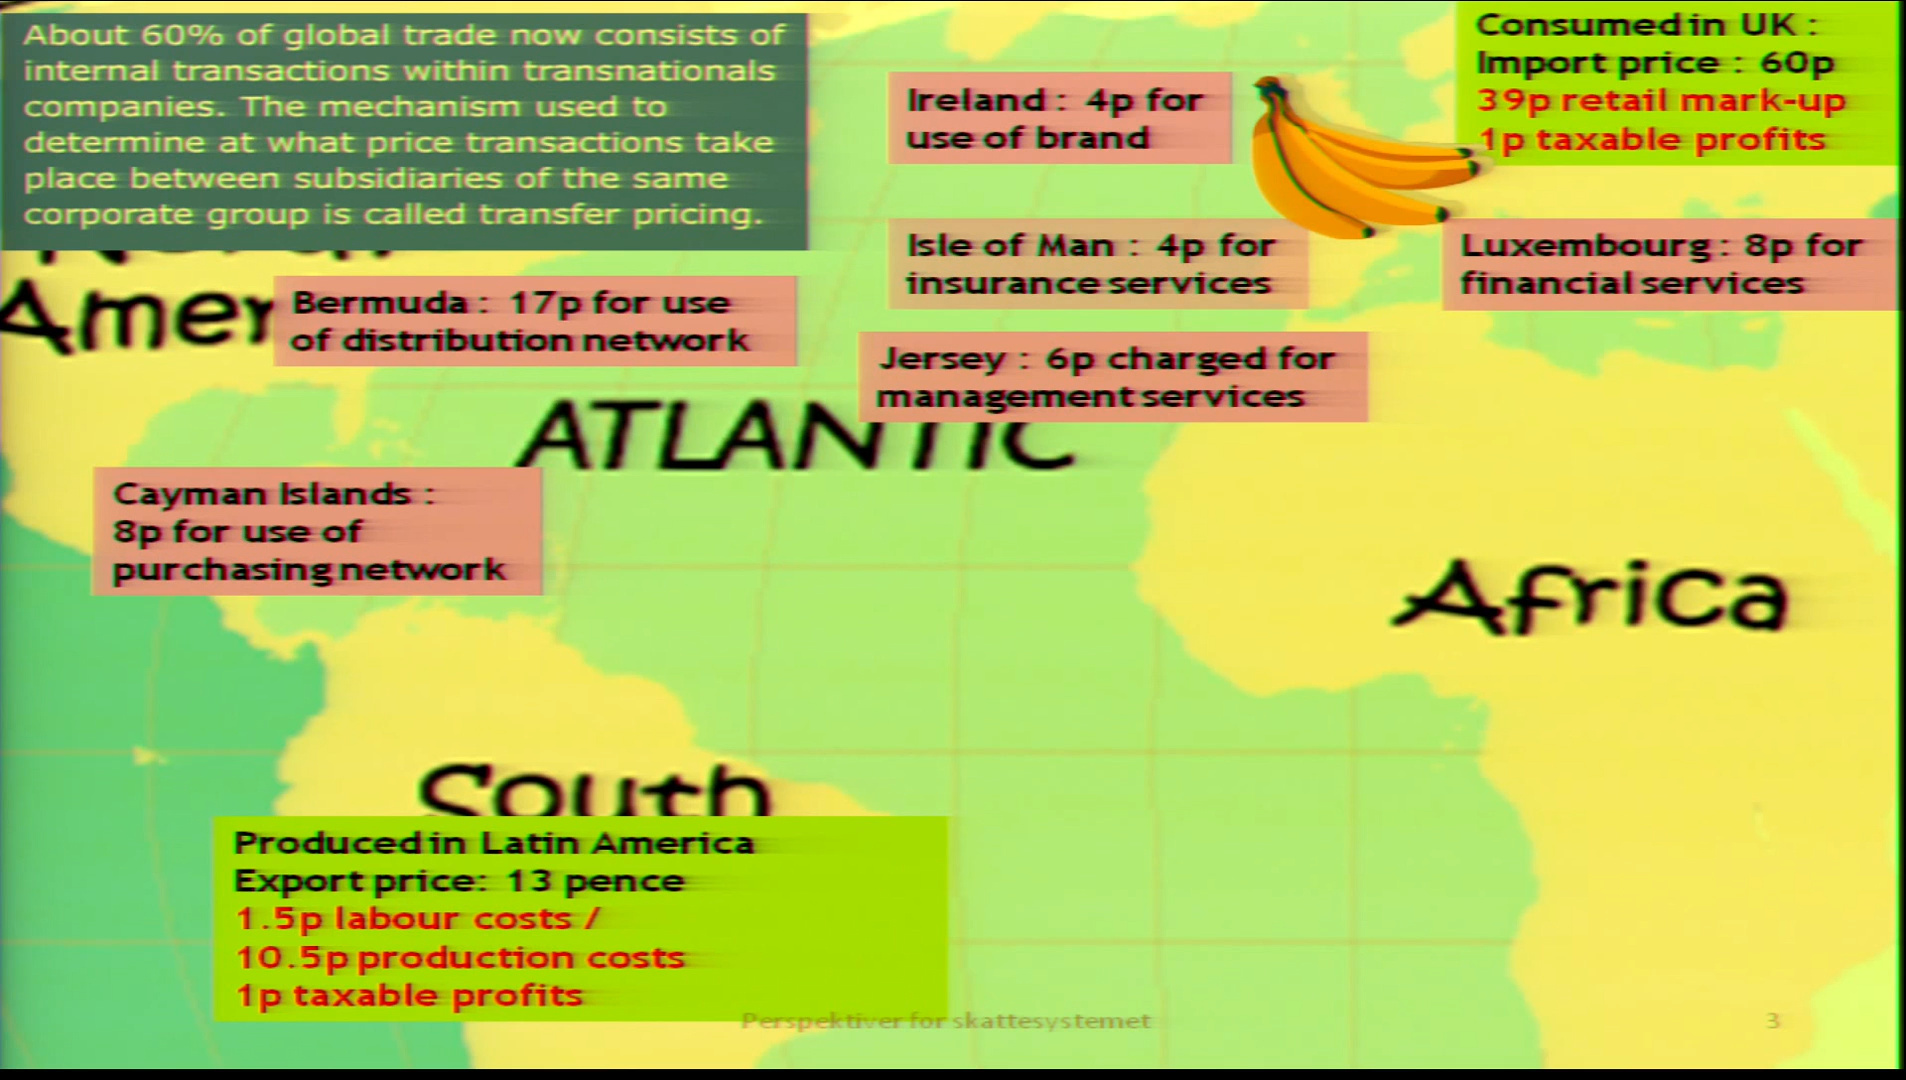 About 60% of global trade now consists of
internal transactions within transnationals
companies. The mechanism used to
determine at what price transactions take
place between subsidiaries of the same
corporate group is called transfer pricing.
Consumed in UK :
Import price : 60p
39p retail mark-up
1p taxable profits
Ireland : 4p for
use of brand
Isle of Man : 4p for
insurance services
Luxembourg : 8p for
financial services
Amer
Bermuda : 17p for use
of distribution network
Jersey : 6p charged for
management services
ATLANTIC
Cayman Islands :
8p for use of
purchasing network
Africa
South
Produced in Latin America
Export price: 13 pence
1.5p labour costs /
10.5p production costs
1p taxable profits
Perspektiver for skattesystemet
3